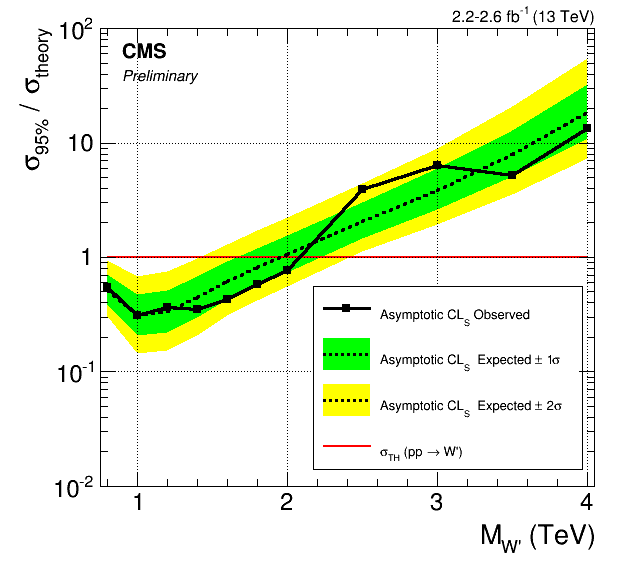 2.2-2.6 fb⁻¹ (13 TeV)
CMS
Preliminary
σ95% / σtheory
10²
10
1
10⁻¹
10⁻²
Asymptotic CLS Observed
Asymptotic CLS Expected ± 1σ
Asymptotic CLS Expected ± 2σ
σTH (pp → W')
1 2 3 4
MW' (TeV)